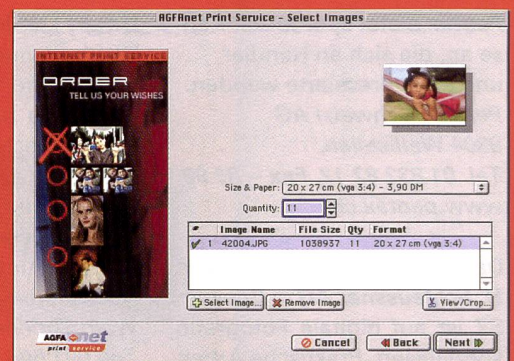 AGFAnet Print Service - Select Images
INTERNET PRINT SERVICE
ORDER
TELL US YOUR WISHES
Size & Paper: 20 x 27 cm (vga 3:4) - 3,90 DM
Quantity: 11
Image Name File Size Qty Format
1 42004.JPG 1038937 11 20 x 27 cm (vga 3:4)
Select Image... Remove Image View/Crop...
AGFA net
print service
Cancel Back Next